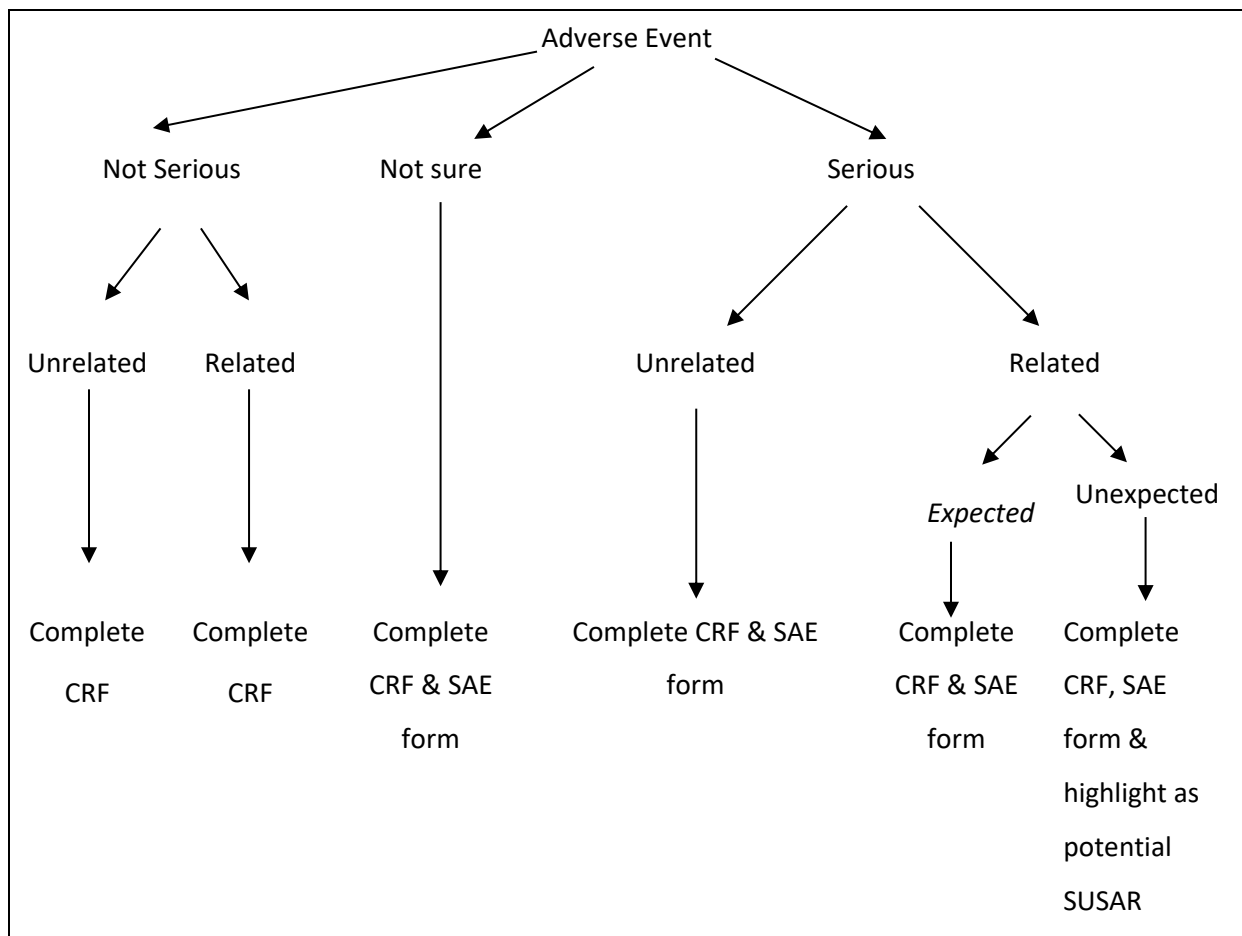 Adverse Event
Not Serious
Not sure
Serious
Unrelated
Related
Unrelated
Related
Expected
Unexpected
Complete
CRF
Complete
CRF
Complete
CRF & SAE
form
Complete CRF & SAE
form
Complete
CRF & SAE
form
Complete
CRF, SAE
form &
highlight as
potential
SUSAR